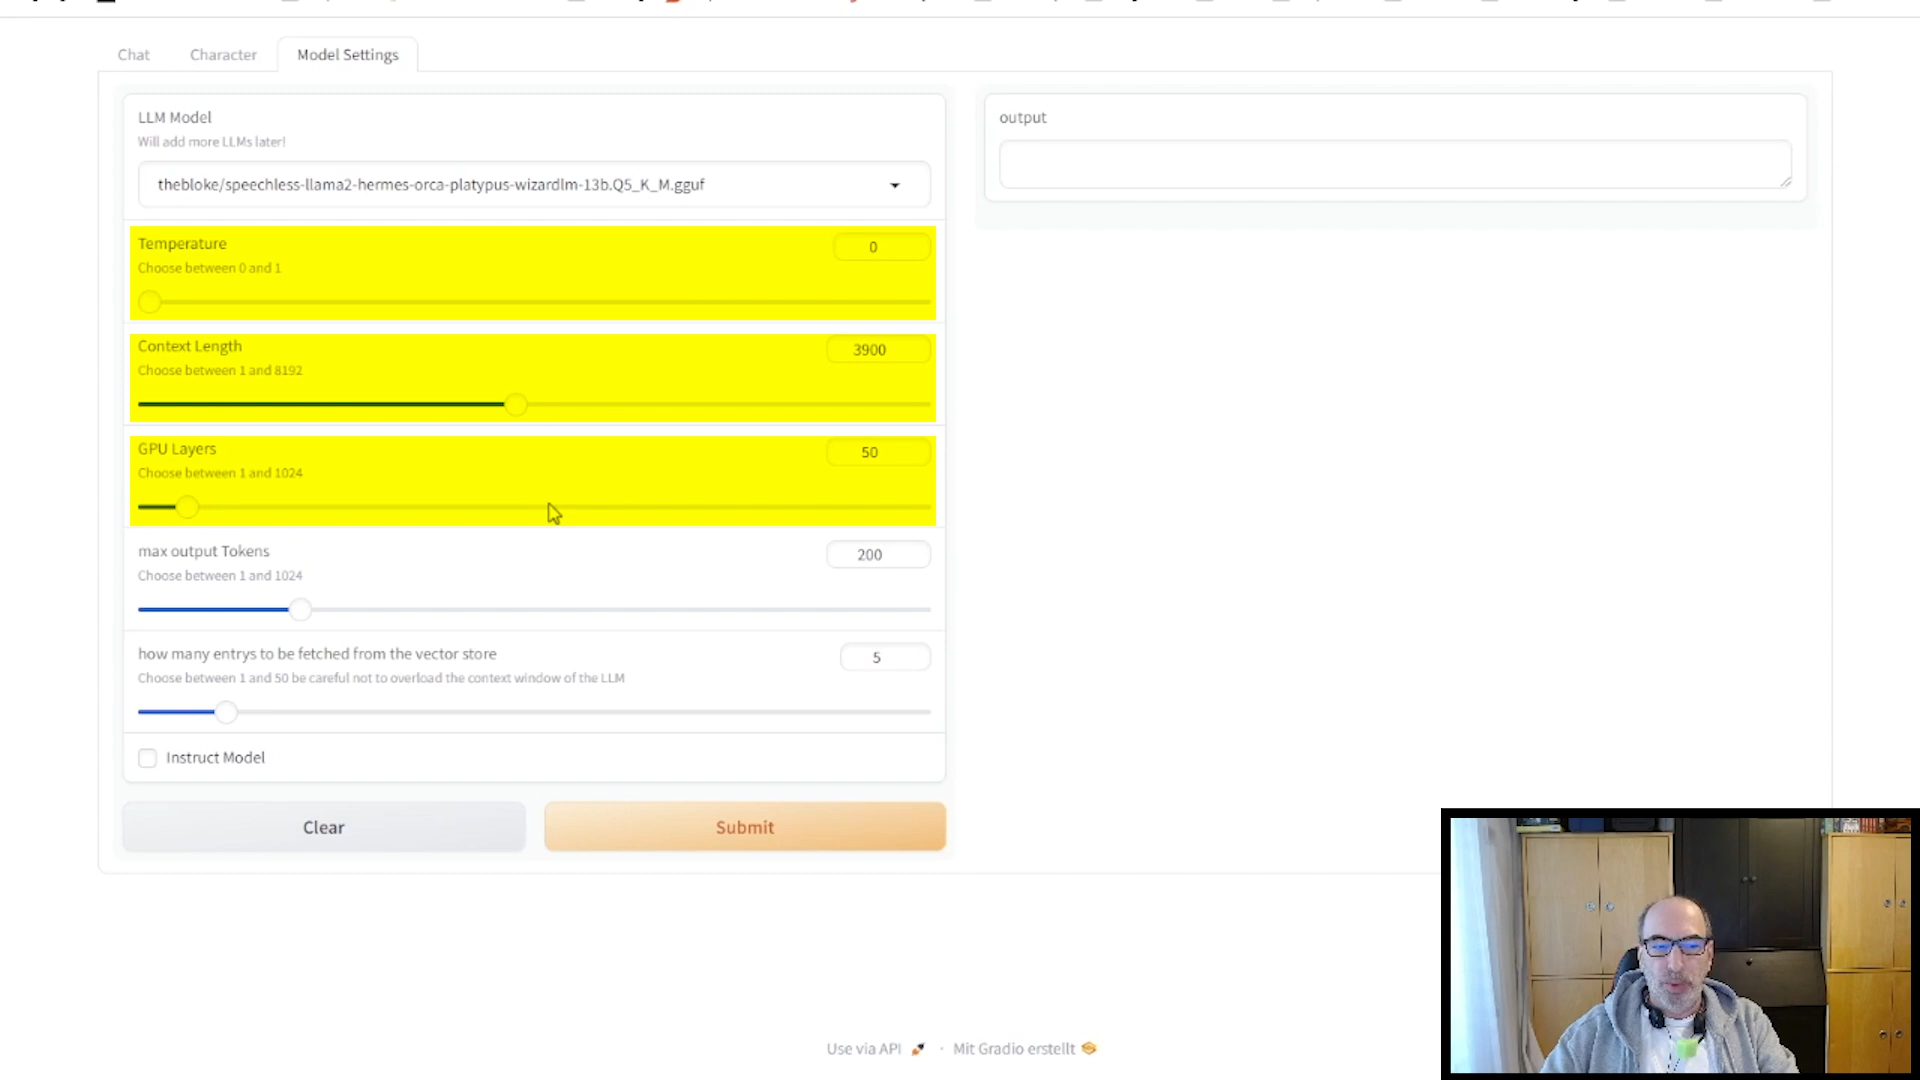 Chat
Character
Model Settings
LLM Model
Will add more LLMs later!
thebloke/speechless-llama2-hermes-orca-platypus-wizardlm-13b.Q5_K_M.gguf
Temperature
0
Choose between 0 and 1
Context Length
3900
Choose between 1 and 8192
GPU Layers
50
Choose between 1 and 1024
max output Tokens
200
Choose between 1 and 1024
how many entrys to be fetched from the vector store
5
Choose between 1 and 50 be careful not to overload the context window of the LLM
Instruct Model
Clear
Submit
output
Use via API · Mit Gradio erstellt